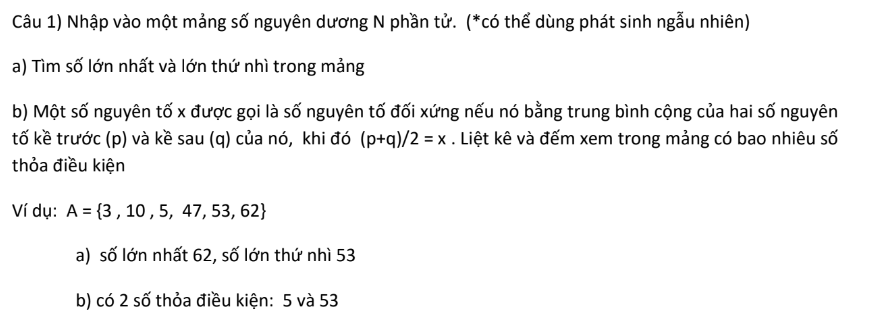 Câu 1) Nhập vào một mảng số nguyên dương N phần tử. (*có thể dùng phát sinh ngẫu nhiên)
a) Tìm số lớn nhất và lớn thứ nhì trong mảng
b) Một số nguyên tố x được gọi là số nguyên tố đối xứng nếu nó bằng trung bình cộng của hai số nguyên
tố kề trước (p) và kề sau (q) của nó, khi đó (p+q)/2 = x . Liệt kê và đếm xem trong mảng có bao nhiêu số
thỏa điều kiện
Ví dụ: A = {3 , 10 , 5, 47, 53, 62}
a) số lớn nhất 62, số lớn thứ nhì 53
b) có 2 số thỏa điều kiện: 5 và 53